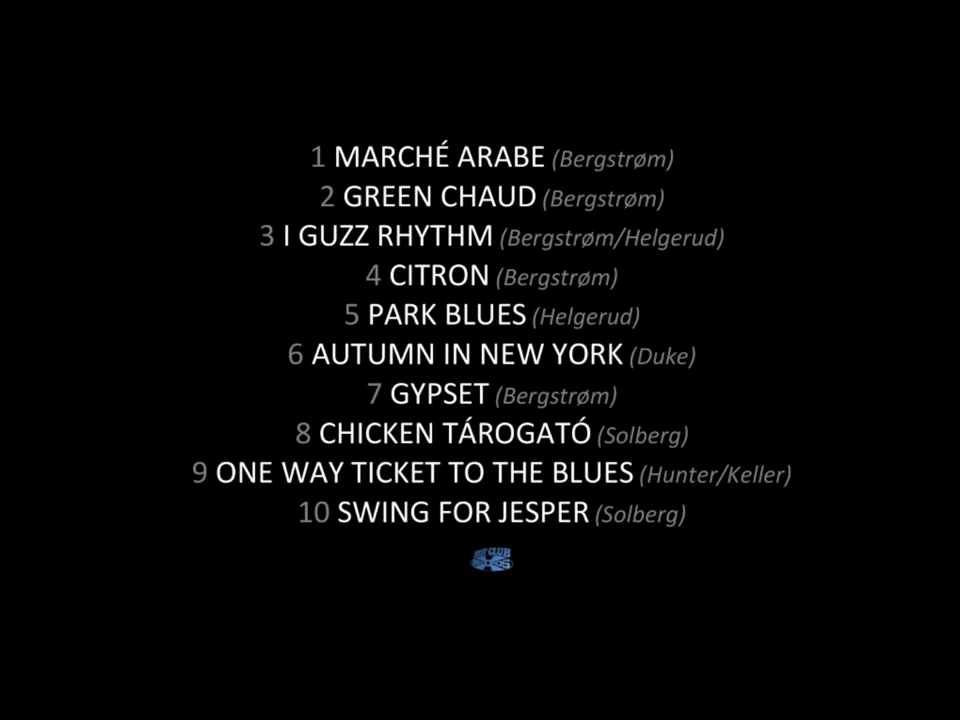 1 MARCHÉ ARABE (Bergstrøm)
2 GREEN CHAUD (Bergstrøm)
3 I GUZZ RHYTHM (Bergstrøm/Helgerud)
4 CITRON (Bergstrøm)
5 PARK BLUES (Helgerud)
6 AUTUMN IN NEW YORK (Duke)
7 GYPSET (Bergstrøm)
8 CHICKEN TÁROGATÓ (Solberg)
9 ONE WAY TICKET TO THE BLUES (Hunter/Keller)
10 SWING FOR JESPER (Solberg)
HOT CLUB